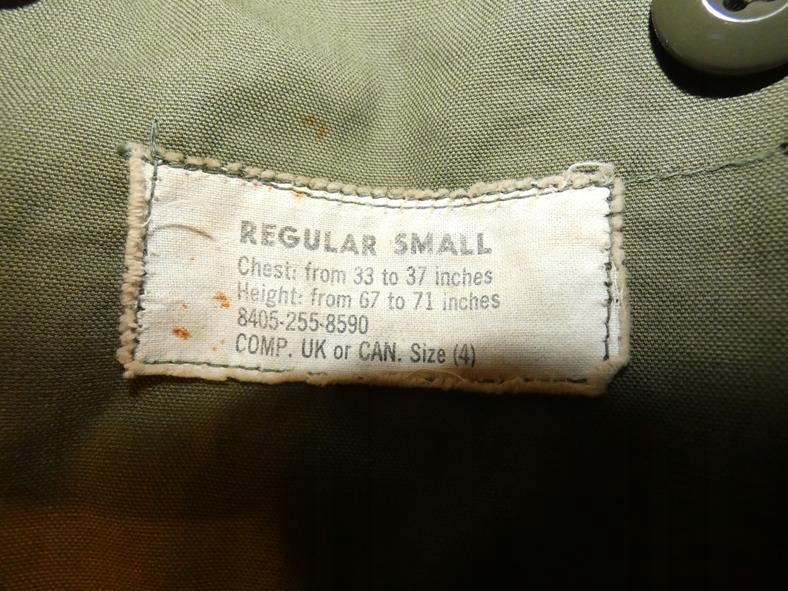 REGULAR SMALL
Chest: from 33 to 37 inches
Height: from 67 to 71 inches
8405-255-8590
COMP. UK or CAN. Size (4)